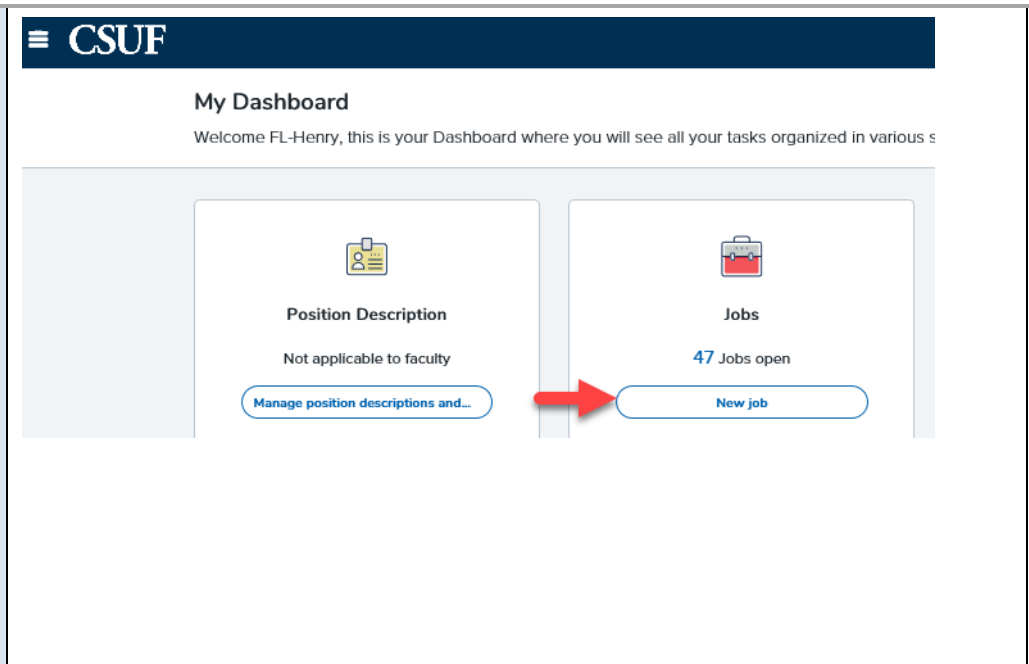 CSUF
My Dashboard
Welcome FL-Henry, this is your Dashboard where you will see all your tasks organized in various s
Position Description
Not applicable to faculty
Manage position descriptions and...
Jobs
47 Jobs open
New job